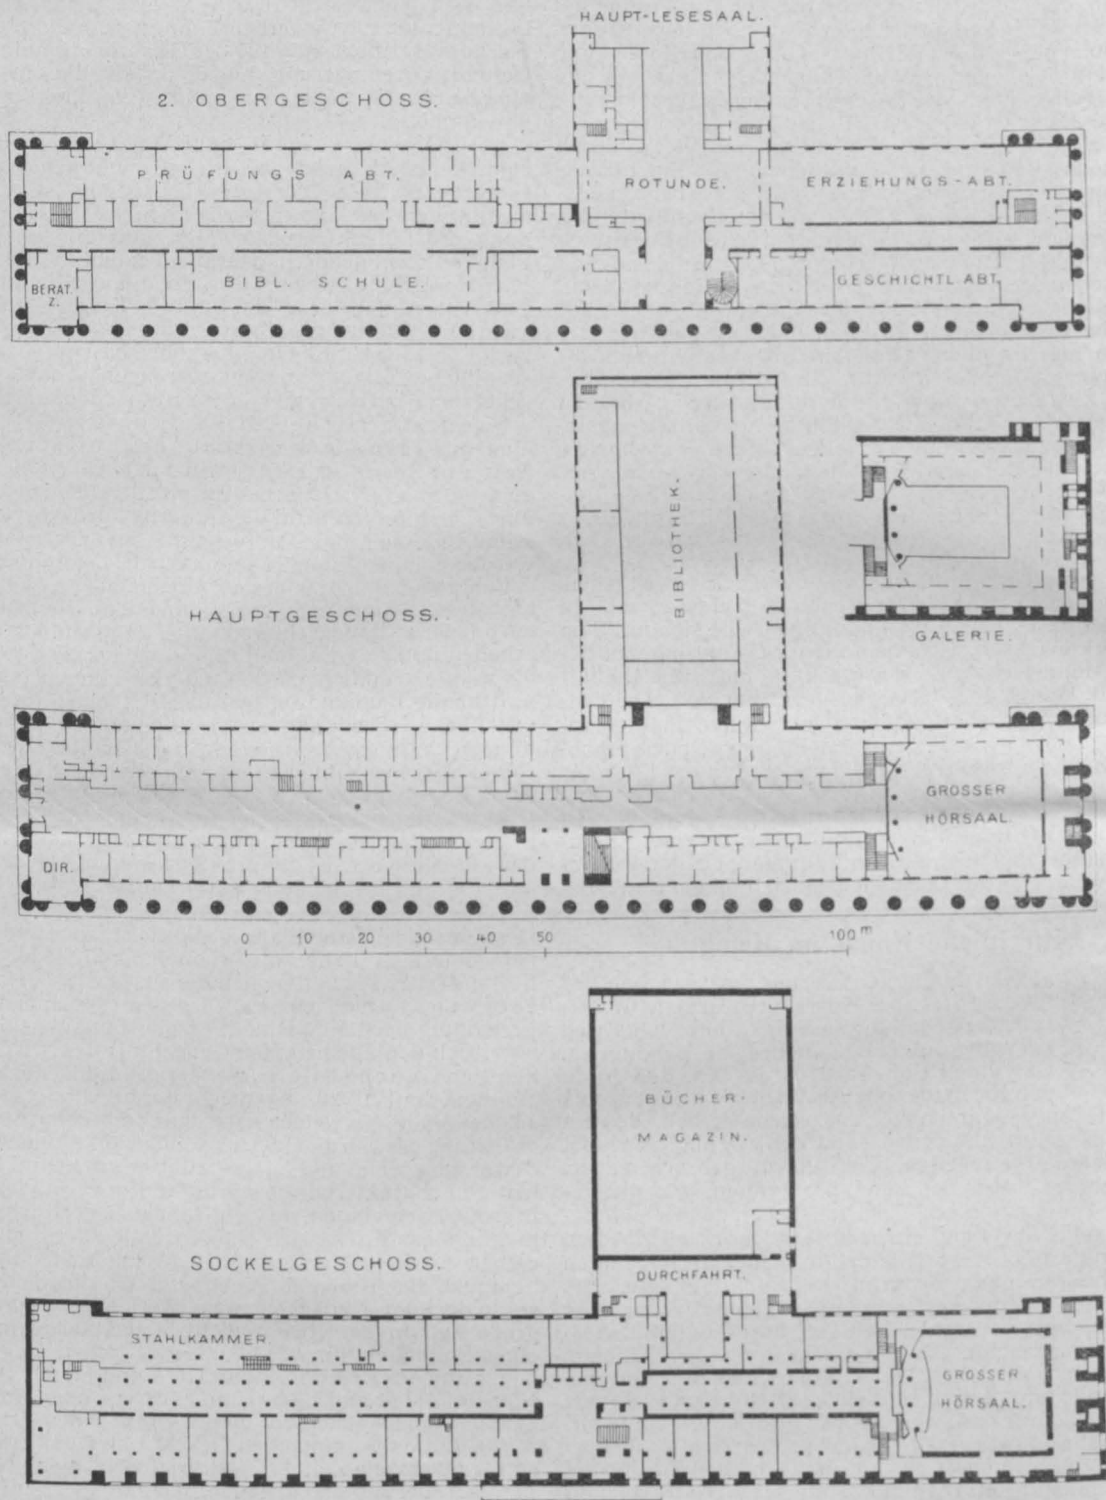 HAUPT-LESESAAL.
2. OBERGESCHOSS.
PRÜFUNGS ABT.
ROTUNDE.
ERZIEHUNGS-ABT.
BERAT.
Z.
BIBL. SCHULE.
GESCHICHTL ABT.
BIBLIOTHEK.
HAUPTGESCHOSS.
GALERIE.
GROSSER
HÖRSAAL.
DIR.
0 10 20 30 40 50 100 m
BÜCHER-
MAGAZIN.
SOCKELGESCHOSS.
DURCHFAHRT.
STAHLKAMMER.
GROSSER
HÖRSAAL.